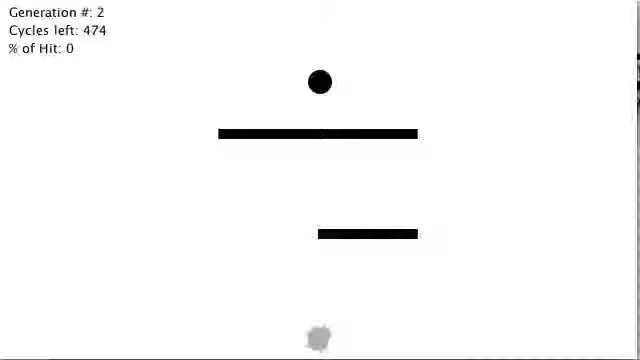 Generation #: 2
Cycles left: 474
% of Hit: 0